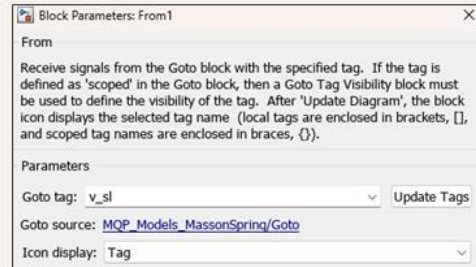 Block Parameters: From1
From
Receive signals from the Goto block with the specified tag. If the tag is
defined as 'scoped' in the Goto block, then a Goto Tag Visibility block must
be used to define the visibility of the tag. After 'Update Diagram', the block
icon displays the selected tag name (local tags are enclosed in brackets, [],
and scoped tag names are enclosed in braces, {}).
Parameters
Goto tag: v_sl Update Tags
Goto source: MQP_Models_MassonSpring/Goto
Icon display: Tag